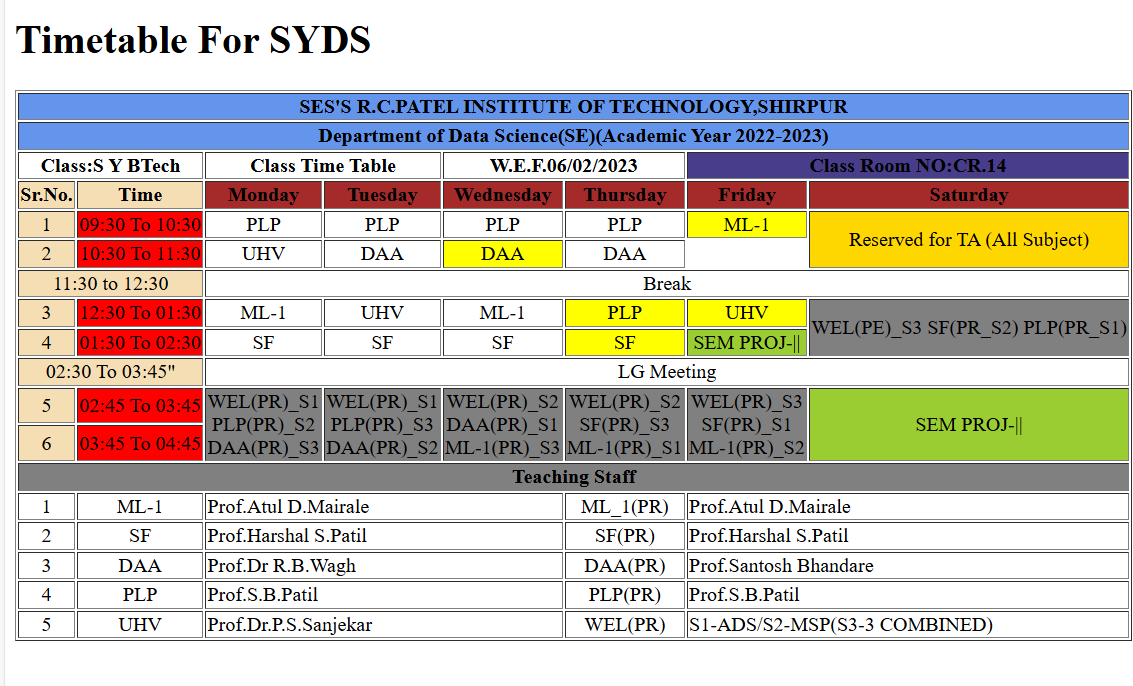 Timetable For SYDS
SES'S R.C.PATEL INSTITUTE OF TECHNOLOGY,SHIRPUR
Department of Data Science(SE)(Academic Year 2022-2023)
Class:S Y BTech Class Time Table W.E.F.06/02/2023 Class Room NO:CR.14
Sr.No. Time Monday Tuesday Wednesday Thursday Friday Saturday
1 09:30 To 10:30 PLP PLP PLP PLP ML-1
Reserved for TA (All Subject)
2 10:30 To 11:30 UHV DAA DAA DAA
11:30 to 12:30 Break
3 12:30 To 01:30 ML-1 UHV ML-1 PLP UHV
WEL(PE)_S3 SF(PR_S2) PLP(PR_S1)
4 01:30 To 02:30 SF SF SF SF SEM PROJ-||
02:30 To 03:45" LG Meeting
5 02:45 To 03:45 WEL(PR)_S1 WEL(PR)_S1 WEL(PR)_S2 WEL(PR)_S2 WEL(PR)_S3
PLP(PR)_S2 PLP(PR)_S3 DAA(PR)_S1 SF(PR)_S3 SF(PR)_S1 SEM PROJ-||
6 03:45 To 04:45 DAA(PR)_S3 DAA(PR)_S2 ML-1(PR)_S3 ML-1(PR)_S1 ML-1(PR)_S2
Teaching Staff
1 ML-1 Prof.Atul D.Mairale ML_1(PR) Prof.Atul D.Mairale
2 SF Prof.Harshal S.Patil SF(PR) Prof.Harshal S.Patil
3 DAA Prof.Dr R.B.Wagh DAA(PR) Prof.Santosh Bhandare
4 PLP Prof.S.B.Patil PLP(PR) Prof.S.B.Patil
5 UHV Prof.Dr.P.S.Sanjekar WEL(PR) S1-ADS/S2-MSP(S3-3 COMBINED)